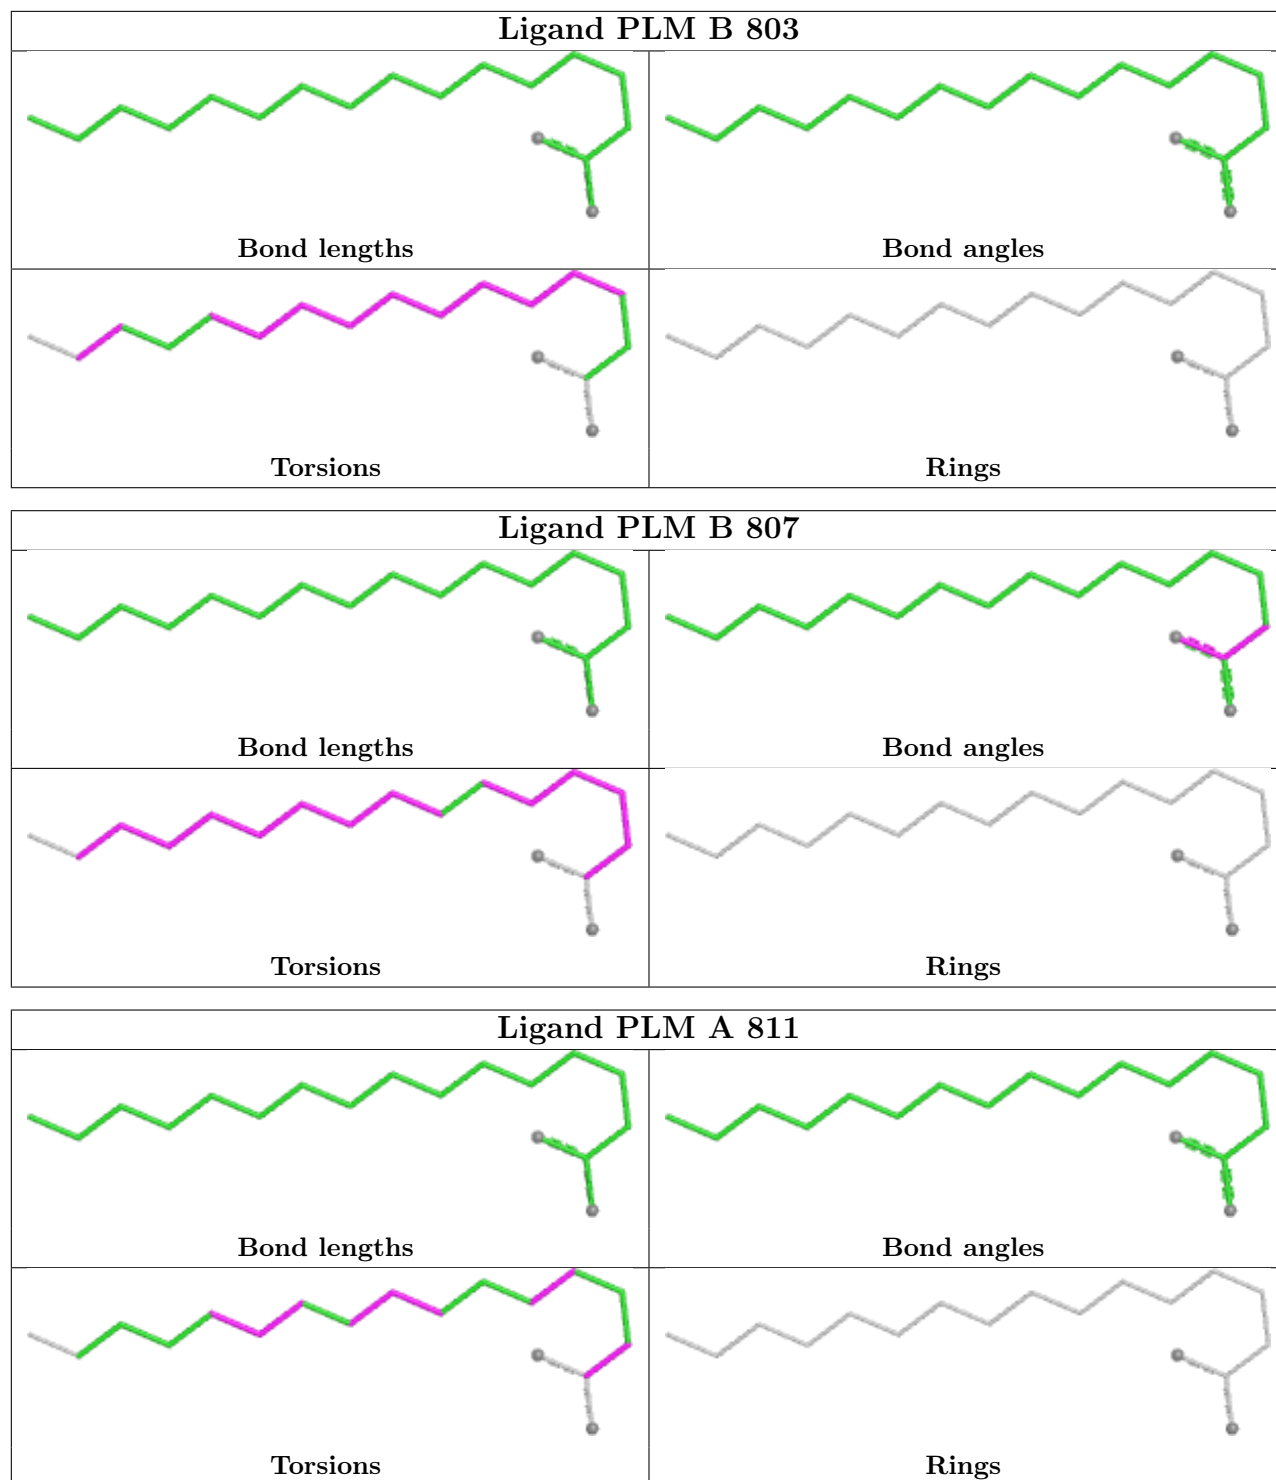 Ligand PLM B 803
Bond lengths
Bond angles
Torsions
Rings
Ligand PLM B 807
Bond lengths
Bond angles
Torsions
Rings
Ligand PLM A 811
Bond lengths
Bond angles
Torsions
Rings